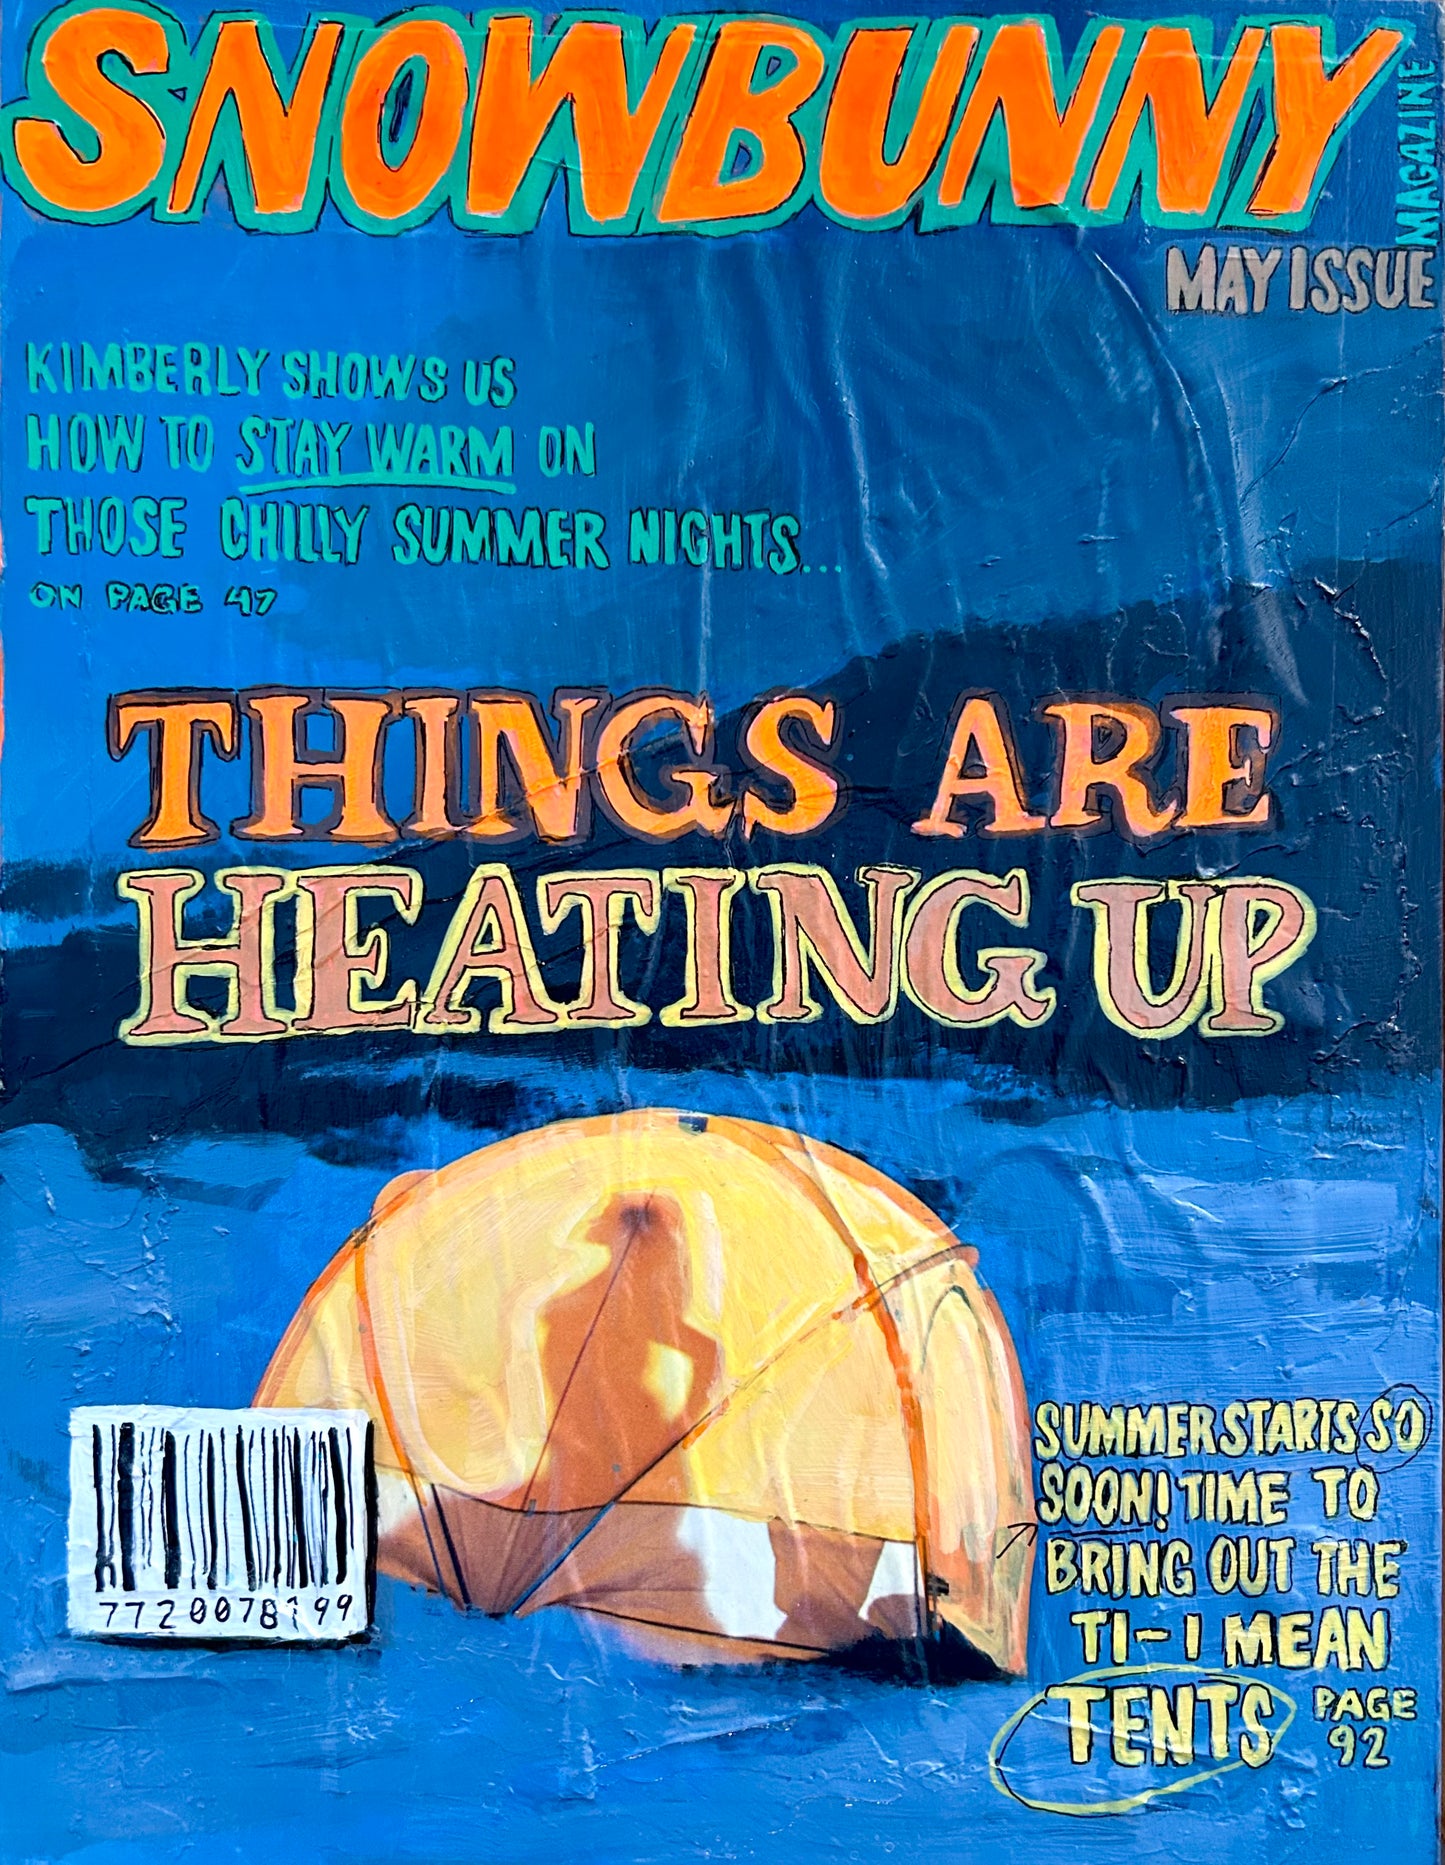 SNOWBUNNY
MAGAZINE
MAY ISSUE
KIMBERLY SHOWS US
HOW TO STAY WARM ON
THOSE CHILLY SUMMER NIGHTS...
ON PAGE 47
THINGS ARE
HEATING UP
7720078199
SUMMER STARTS SO
SOON! TIME TO
BRING OUT THE
TI- I MEAN
TENTS PAGE
92